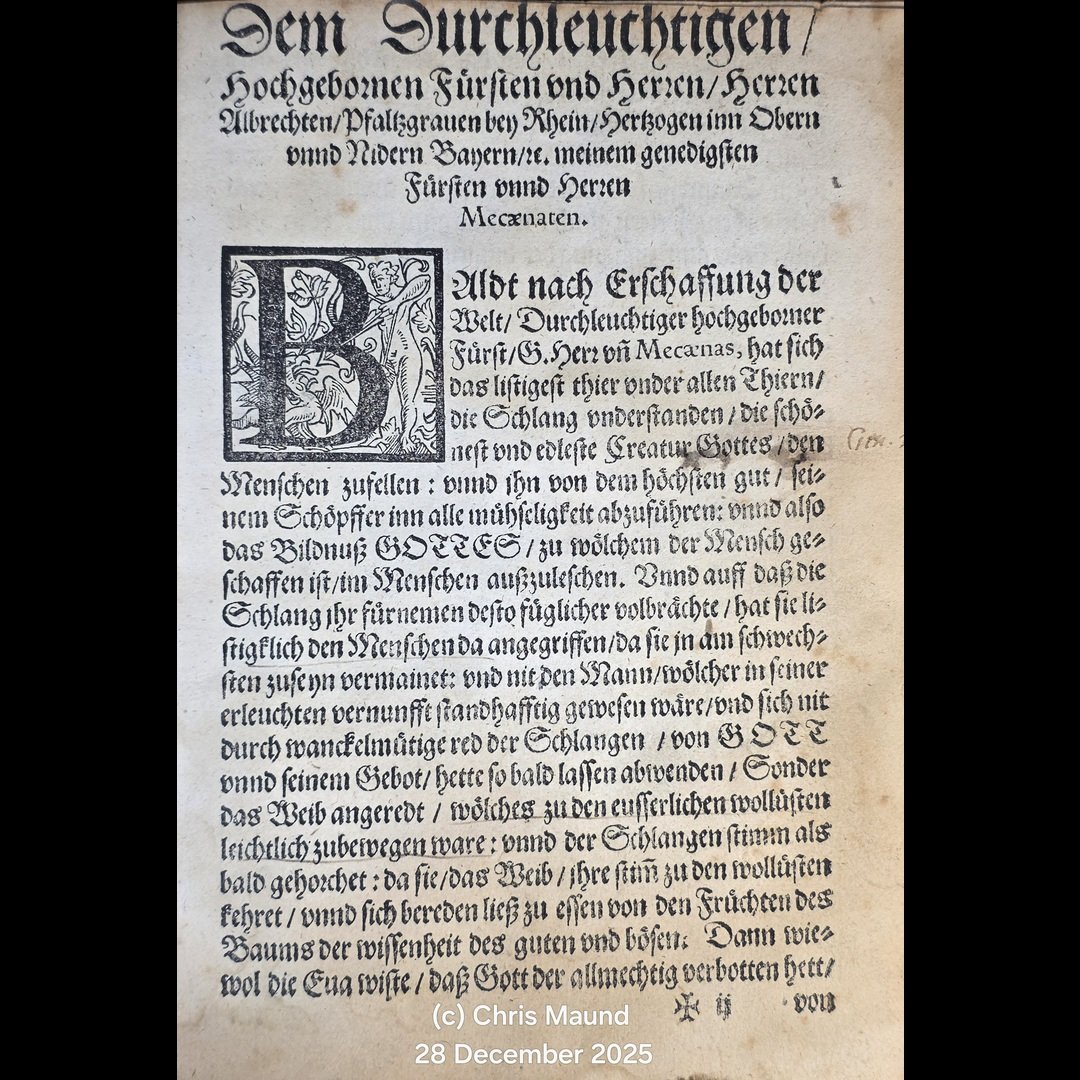 Dem Durchleuchtigen/
Hochgebornen Fürsten vnd Herren/Herren
Albrechten/Pfaltzgrauen bey Rhein/Hertzogen inn Obern
vnnd Nidern Bayern/ꝛc. meinem genedigsten
Fürsten vnnd Herren
Mecænaten.
BAldt nach Erschaffung der
Welt/ Durchleuchtiger hochgeborner
Fürst/G.Herr vn̄ Mecænas, hat sich
das listigest thier vnder allen Thiern/
die Schlang vnderstanden/die schö⸗
nest vnd edleste Creatur Gottes/den
Menschen zufellen: vnnd jhn von dem höchsten gut/ sei⸗
nem Schöpffer inn alle mühseligkeit abzuführen: vnnd also
das Bildnuß GOTTES/zu wölchem der Mensch ge⸗
schaffen ist/im Menschen außzuleschen. Vnnd auff daß die
Schlang jhr fürnemen desto füglicher volbrächte/hat sie li⸗
stigklich den Menschen da angegriffen/da sie jn am schwech⸗
sten zuseyn vermainet: vnd nit den Mann/wölcher in seiner
erleuchten vernunfft standhafftig gewesen wäre/vnd sich nit
durch wanckelmütige red der Schlangen /von GOTT
vnnd seinem Gebot/hette so bald lassen abwenden/Sonder
das Weib angeredt / wölches zu den eusserlichen wollüsten
leichtlich zubewegen ware: vnnd der Schlangen stimm als
bald gehorchet: da sie/das Weib/jhre stim̄ zu den wollüsten
kehret/ vnnd sich bereden ließ zu essen von den Früchten des
Baums der wissenheit des guten vnd bösen: Dann wie⸗
wol die Eua wiste/daß Gott der allmechtig verbotten hett/
✠ ij von
(c) Chris Maund
28 December 2025